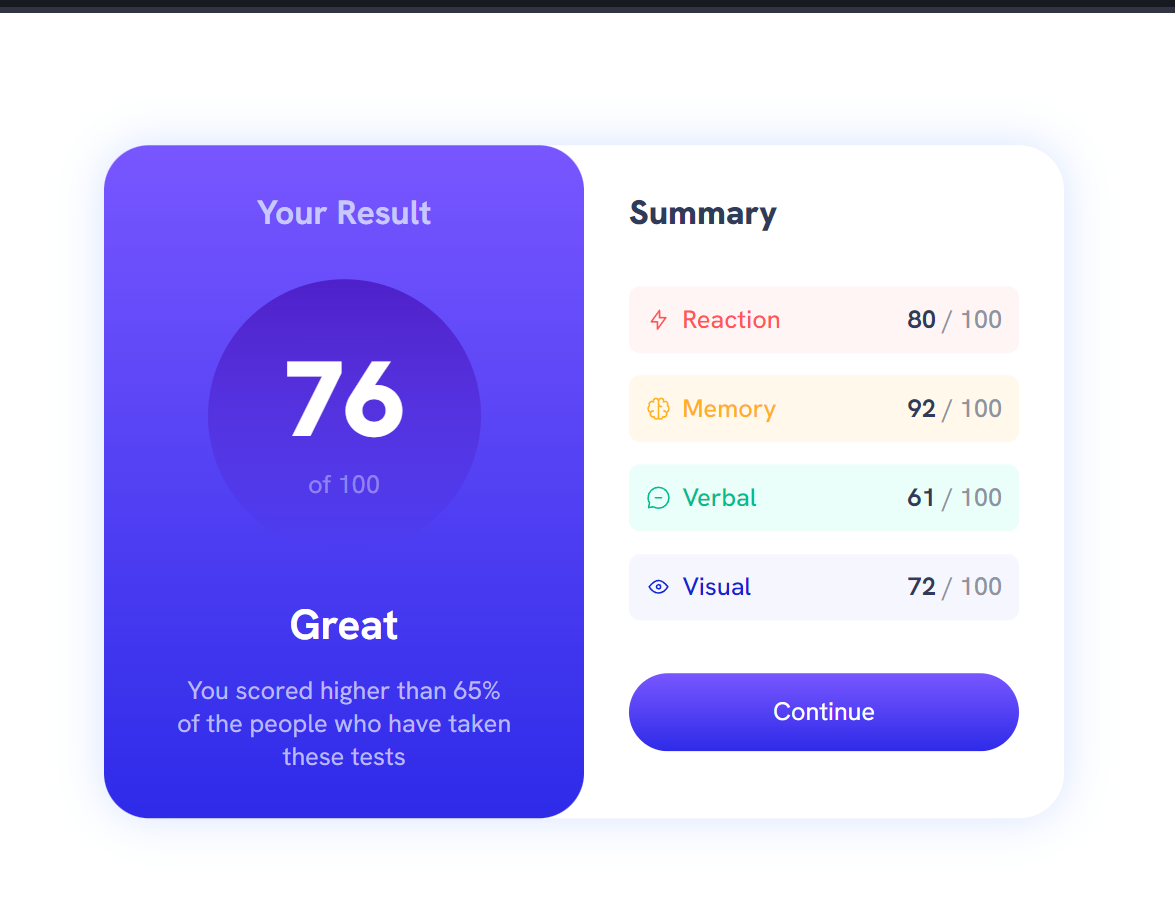 Your Result
76
of 100
Great
You scored higher than 65%
of the people who have taken
these tests
Summary
Reaction 80 / 100
Memory 92 / 100
Verbal 61 / 100
Visual 72 / 100
Continue